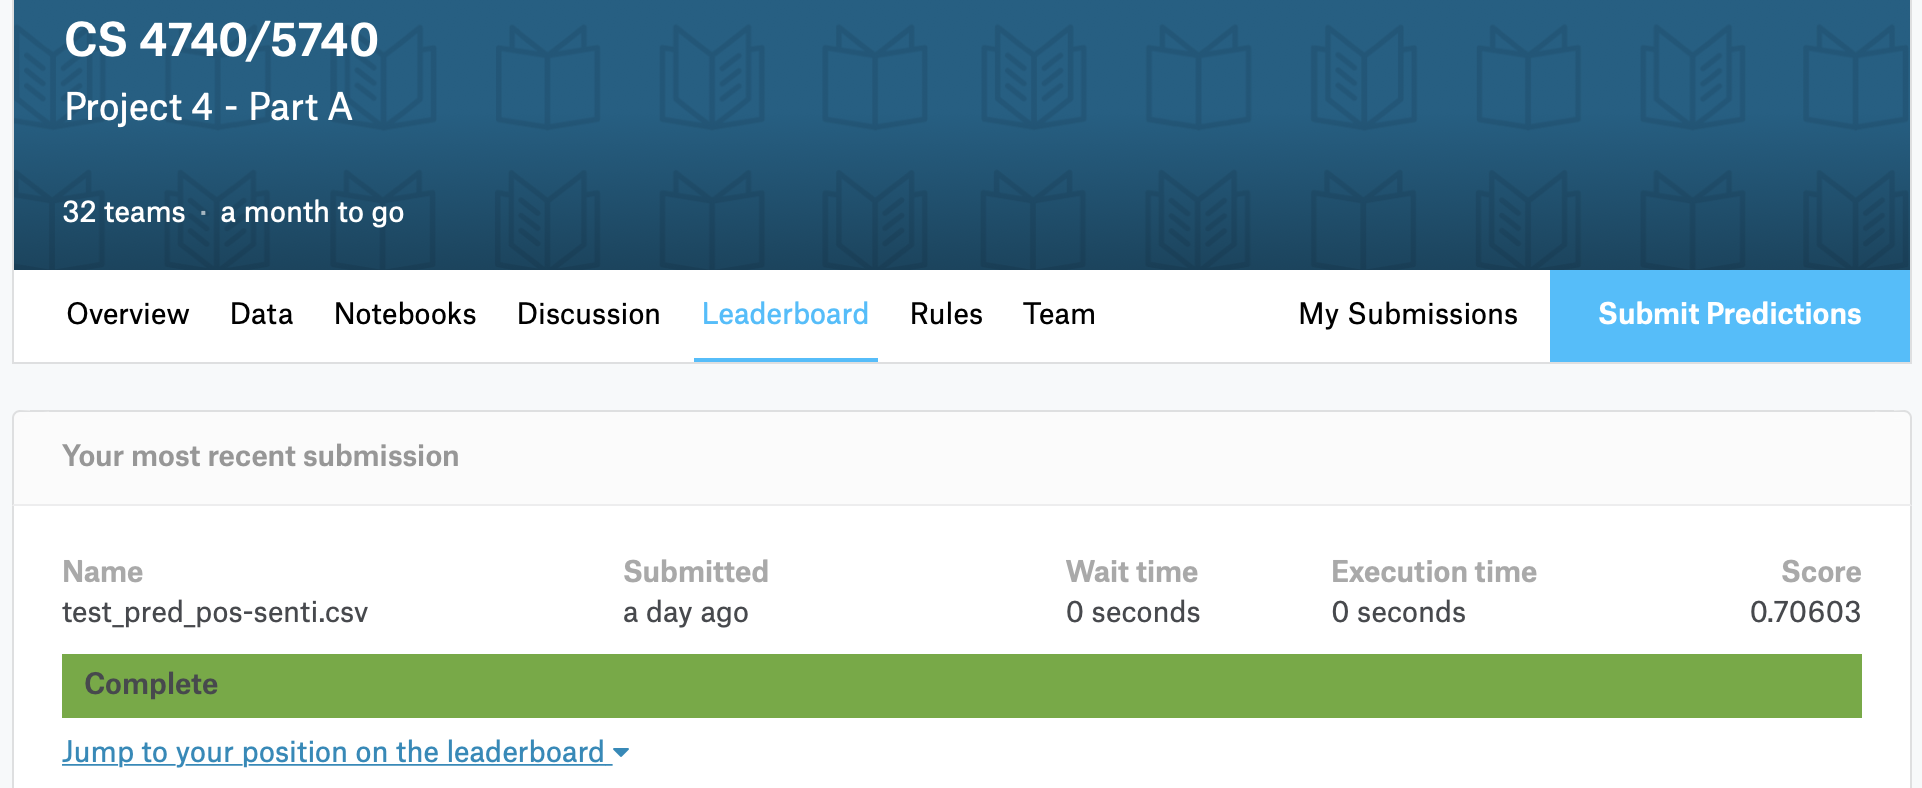 CS 4740/5740
Project 4 - Part A
32 teams · a month to go
Overview Data Notebooks Discussion Leaderboard Rules Team My Submissions Submit Predictions
Your most recent submission
Name Submitted Wait time Execution time Score
test_pred_pos-senti.csv a day ago 0 seconds 0 seconds 0.70603
Complete
Jump to your position on the leaderboard